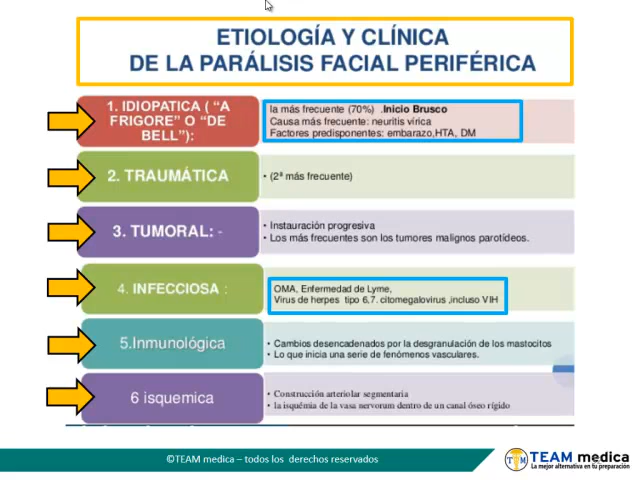 ETIOLOGÍA Y CLÍNICA
DE LA PARÁLISIS FACIAL PERIFÉRICA
1. IDIOPATICA ( “A
FRIGORE” O “DE
BELL”):
la más frecuente (70%) .Inicio Brusco
Causa más frecuente: neuritis vírica
Factores predisponentes: embarazo,HTA, DM
2. TRAUMÁTICA
• (2ª más frecuente)
3. TUMORAL: -
• Instauración progresiva
• Los más frecuentes son los tumores malignos parotídeos.
4. INFECCIOSA :
OMA, Enfermedad de Lyme,
Virus de herpes tipo 6,7. citomegalovirus ,incluso VIH
5.Inmunológica
• Cambios desencadenados por la desgranulación de los mastocitos
• Lo que inicia una serie de fenómenos vasculares.
6 isquemica
• Construcción arteriolar segmentaria
• la isquémia de la vasa nervorum dentro de un canal óseo rígido
©TEAM medica – todos los derechos reservados
TM
TEAM medica
La mejor alternativa en tu preparación